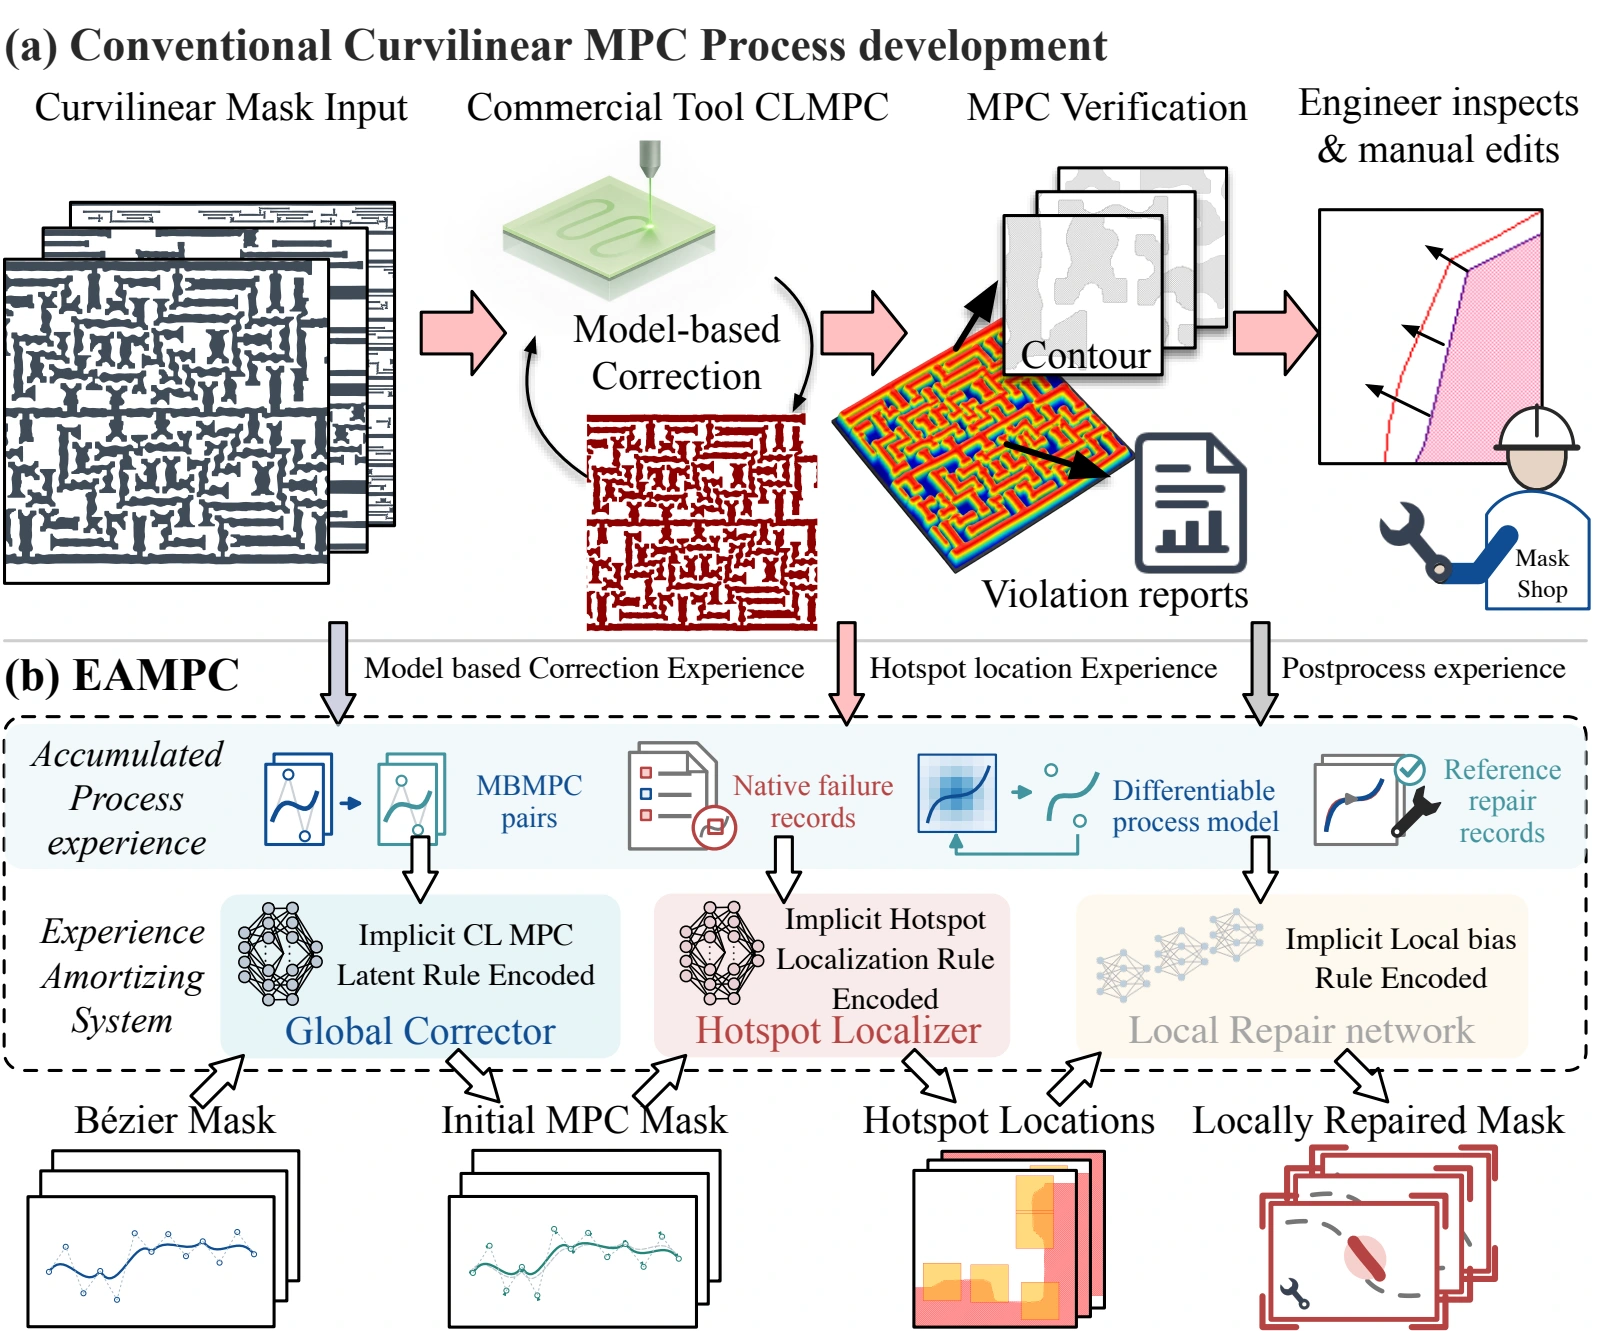 (a) Conventional Curvilinear MPC Process development
Curvilinear Mask Input
Commercial Tool CLMPC
MPC Verification
Engineer inspects
& manual edits
Model-based
Correction
Contour
Violation reports
Mask
Shop
(b) EAMPC
Model based Correction Experience
Hotspot location Experience
Postprocess experience
Accumulated
Process
experience
MBMPC
pairs
Native failure
records
Differentiable
process model
Reference
repair
records
Experience
Amortizing
System
Implicit CL MPC
Latent Rule Encoded
Global Corrector
Implicit Hotspot
Localization Rule
Encoded
Hotspot Localizer
Implicit Local bias
Rule Encoded
Local Repair network
Bézier Mask
Initial MPC Mask
Hotspot Locations
Locally Repaired Mask